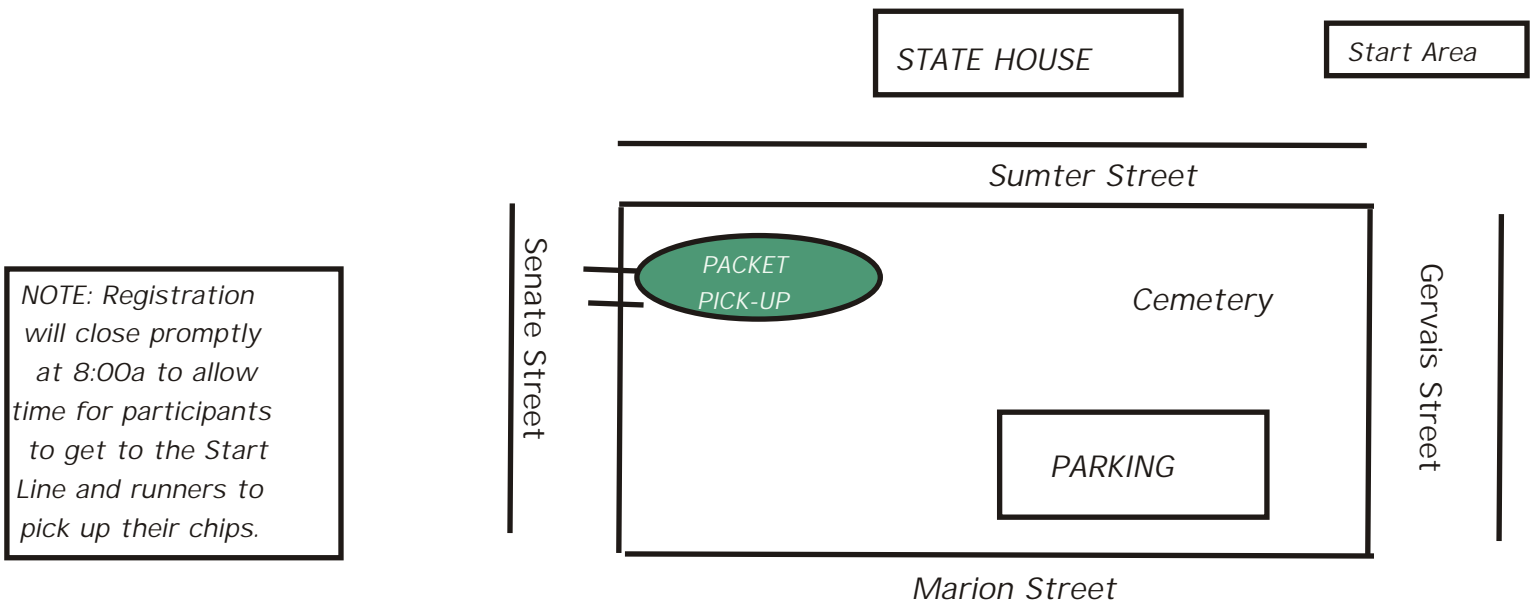 STATE HOUSE
Start Area
Sumter Street
Senate Street
PACKET
PICK-UP
Cemetery
Gervais Street
NOTE: Registration
will close promptly
at 8:00a to allow
time for participants
to get to the Start
Line and runners to
pick up their chips.
PARKING
Marion Street